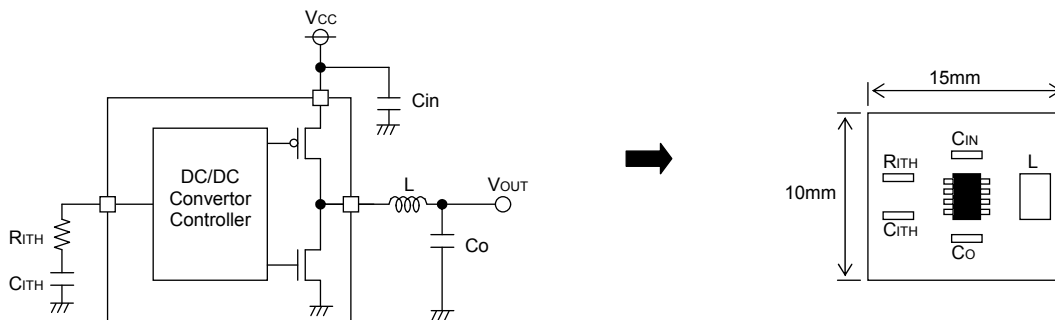 VCC
Cin
DC/DC
Convertor
Controller
L
VOUT
RITH
CITH
Co
15mm
10mm
CIN
RITH
L
CITH
CO